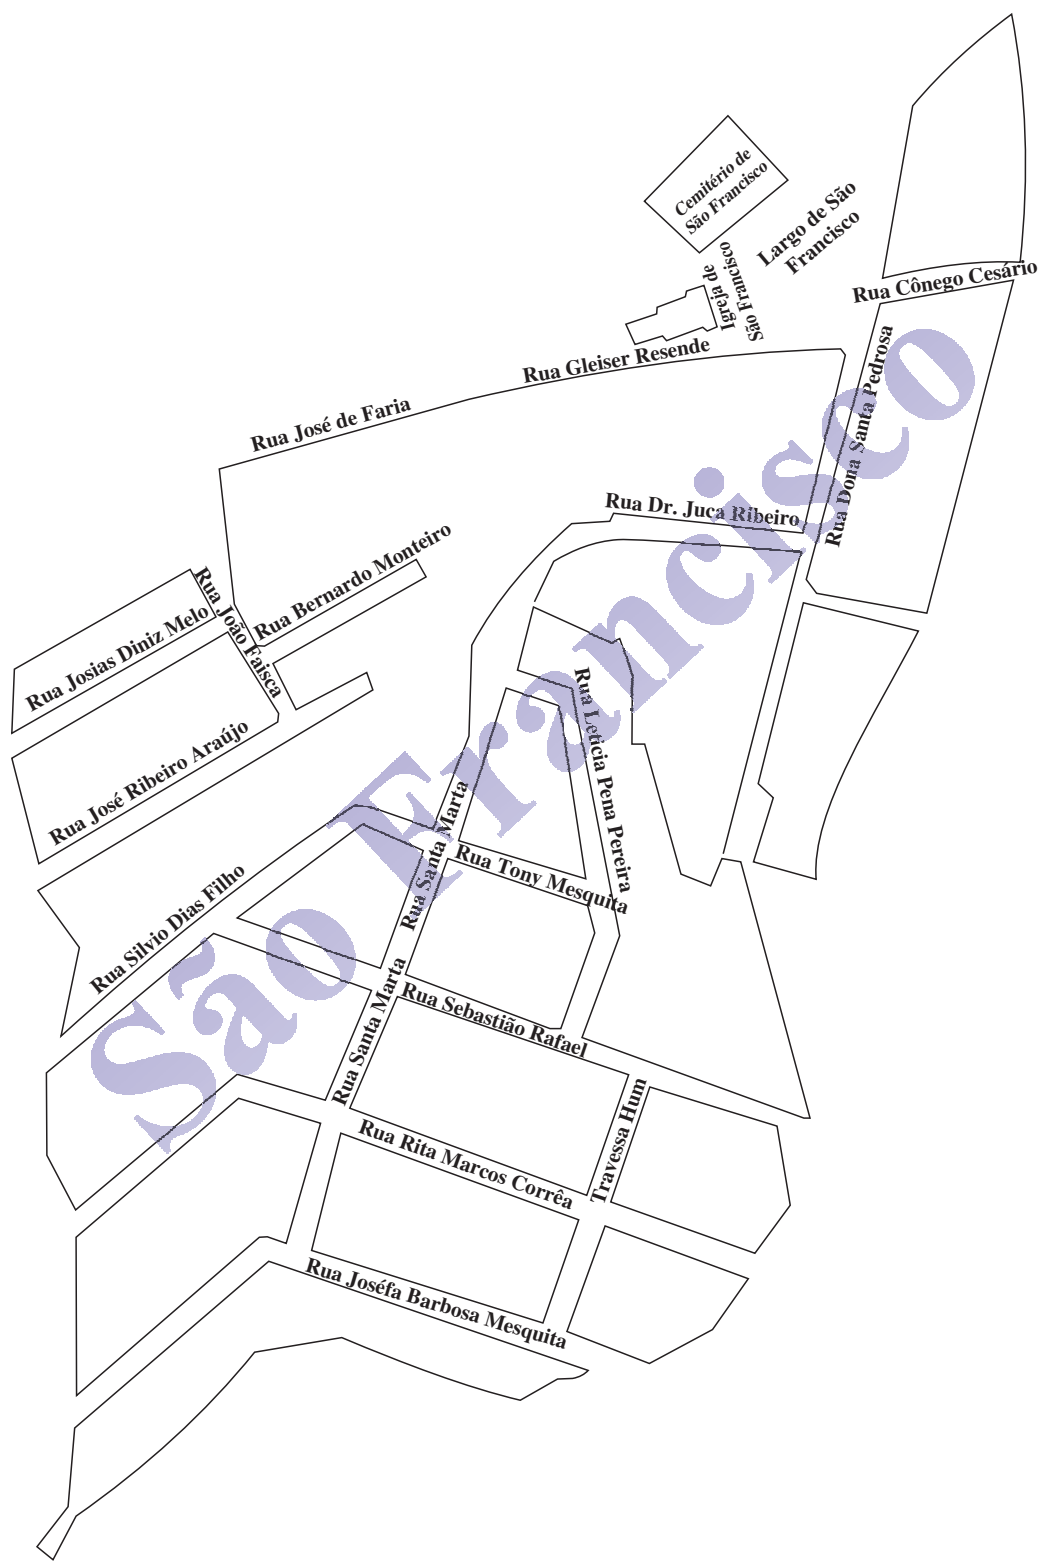 Cemitério de
São Francisco
Largo de São
Francisco
Igreja de
São Francisco
Rua Cônego Cesário
Rua Gleiser Resende
Rua José de Faria
Rua Dona Santa Pedrosa
Rua Dr. Juca Ribeiro
Rua Bernardo Monteiro
Rua João Faisca
Rua Josias Diniz Melo
Rua José Ribeiro Araújo
Rua Leticia Pena Pereira
Rua Santa Marta
Rua Tony Mesquita
Rua Silvio Dias Filho
São Francisco
Rua Santa Marta
Rua Sebastião Rafael
Travessa Hum
Rua Rita Marcos Corrêa
Rua Joséfa Barbosa Mesquita